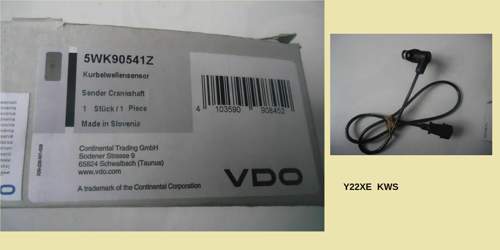 5WK90541Z
Kurbelwellensensor
Sender Crankshaft
1 Stück / 1 Piece
Made in Slovenia
4 103590 908452
Continental Trading GmbH
Sodener Strasse 9
65824 Schwalbach (Taunus)
www.vdo.com
VDO
A trademark of the Continental Corporation
Y22XE KWS